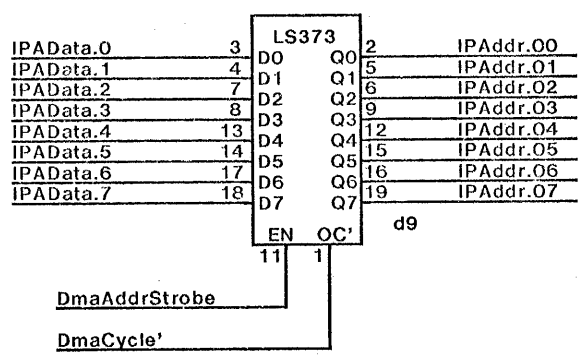 LS373
IPAData.0 3 D0 Q0 2 IPAddr.00
IPAData.1 4 D1 Q1 5 IPAddr.01
IPAData.2 7 D2 Q2 6 IPAddr.02
IPAData.3 8 D3 Q3 9 IPAddr.03
IPAData.4 13 D4 Q4 12 IPAddr.04
IPAData.5 14 D5 Q5 15 IPAddr.05
IPAData.6 17 D6 Q6 16 IPAddr.06
IPAData.7 18 D7 Q7 19 IPAddr.07
d9
EN OC'
11 1
DmaAddrStrobe
DmaCycle'